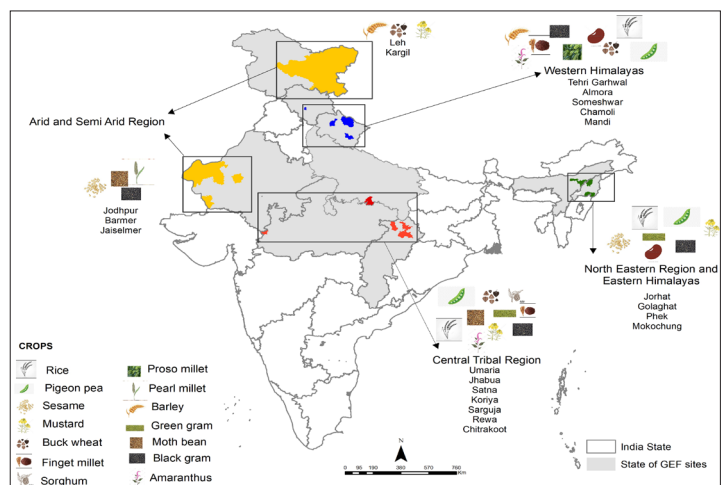 Leh
Kargil
Western Himalayas
Tehri Garhwal
Almora
Someshwar
Chamoli
Mandi
Arid and Semi Arid Region
Jodhpur
Barmer
Jaiselmer
North Eastern Region and
Eastern Himalayas
Jorhat
Golaghat
Phek
Mokochung
Central Tribal Region
Umaria
Jhabua
Satna
Koriya
Sarguja
Rewa
Chitrakoot
CROPS
Rice
Pigeon pea
Sesame
Mustard
Buck wheat
Finget millet
Sorghum
Proso millet
Pearl millet
Barley
Green gram
Moth bean
Black gram
Amaranthus
N
0 95 190 380 570 760
Km
India State
State of GEF sites